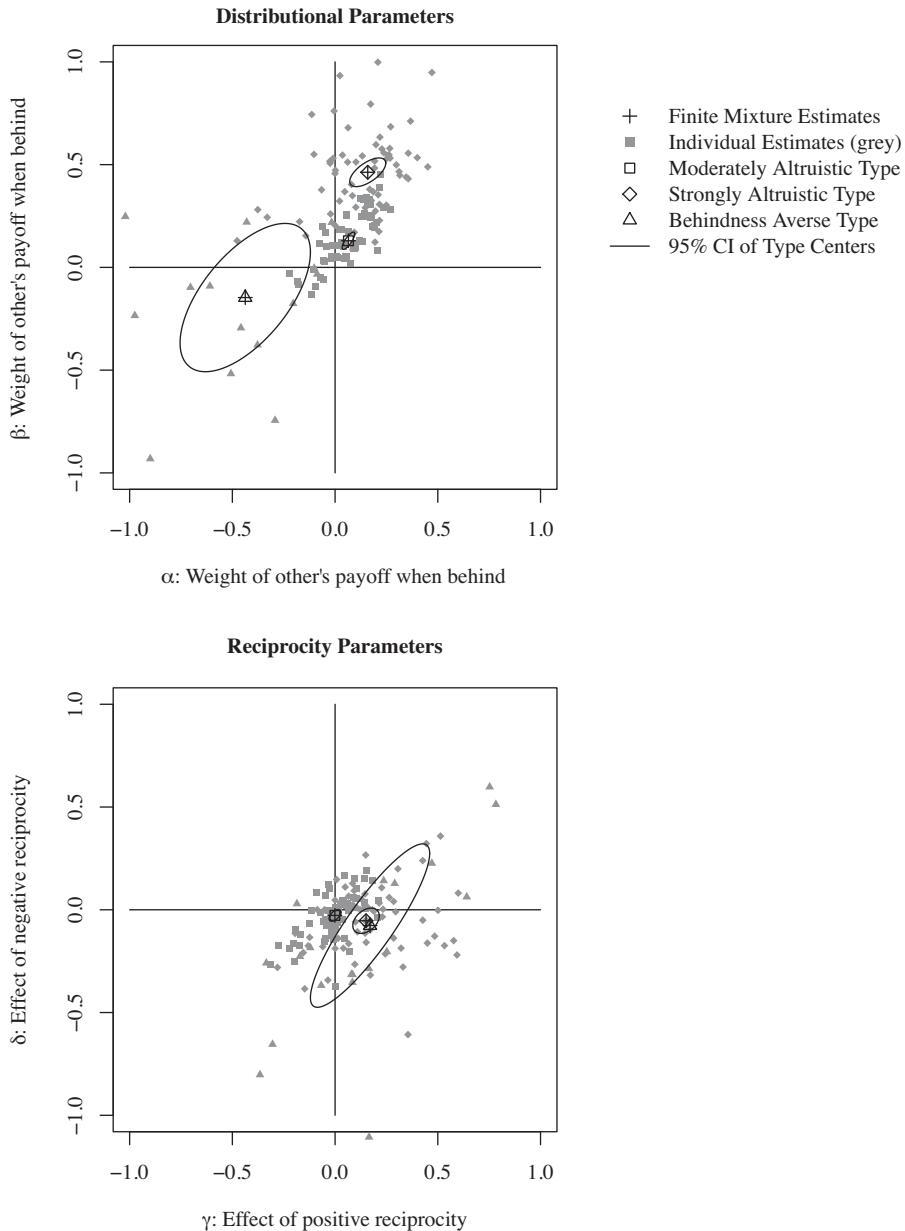 Distributional Parameters
1.0
0.5
0.0
−0.5
−1.0
β: Weight of other's payoff when behind
−1.0 −0.5 0.0 0.5 1.0
α: Weight of other's payoff when behind
Finite Mixture Estimates
Individual Estimates (grey)
Moderately Altruistic Type
Strongly Altruistic Type
Behindness Averse Type
95% CI of Type Centers
Reciprocity Parameters
1.0
0.5
0.0
−0.5
−1.0
δ: Effect of negative reciprocity
−1.0 −0.5 0.0 0.5 1.0
γ: Effect of positive reciprocity